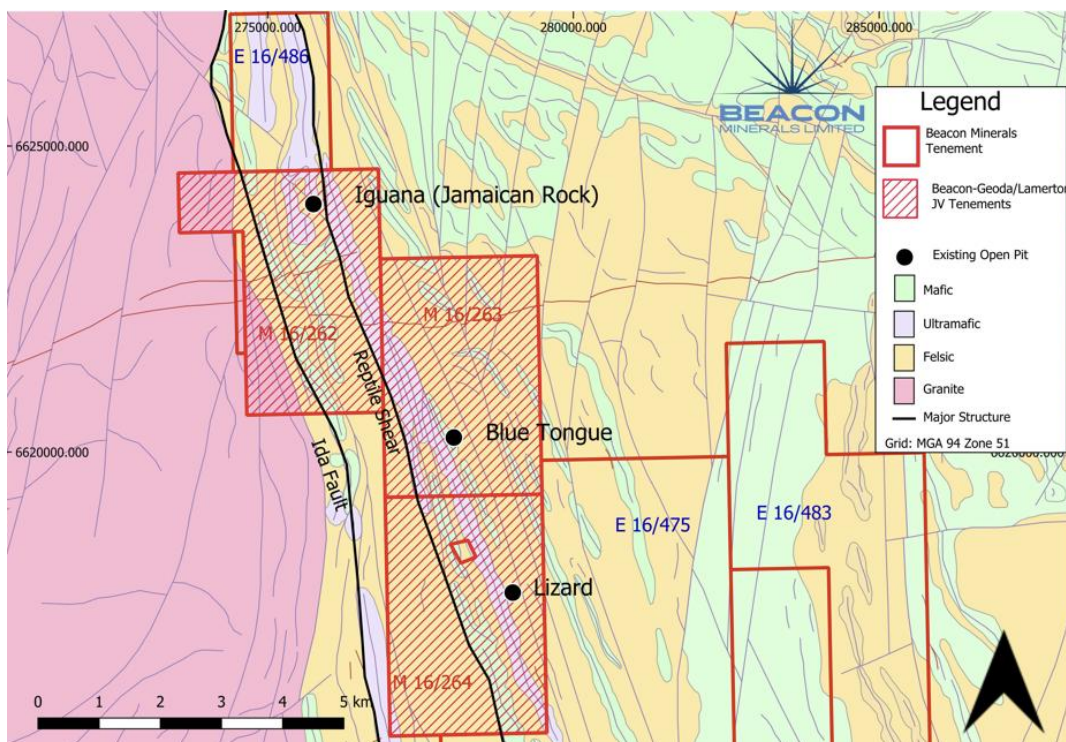 275000.000
280000.000
285000.000
E 16/486
BEACON
MINERALS LIMITED
Legend
Beacon Minerals
Tenement
Beacon-Geoda/Lamerton
JV Tenements
Existing Open Pit
Mafic
Ultramafic
Felsic
Granite
Major Structure
Grid: MGA 94 Zone 51
6625000.000
Iguana (Jamaican Rock)
M 16/262
M 16/263
Reptile Shear
Blue Tongue
6620000.000
Ida Fault
E 16/475
E 16/483
Lizard
M 16/264
0 1 2 3 4 5 km